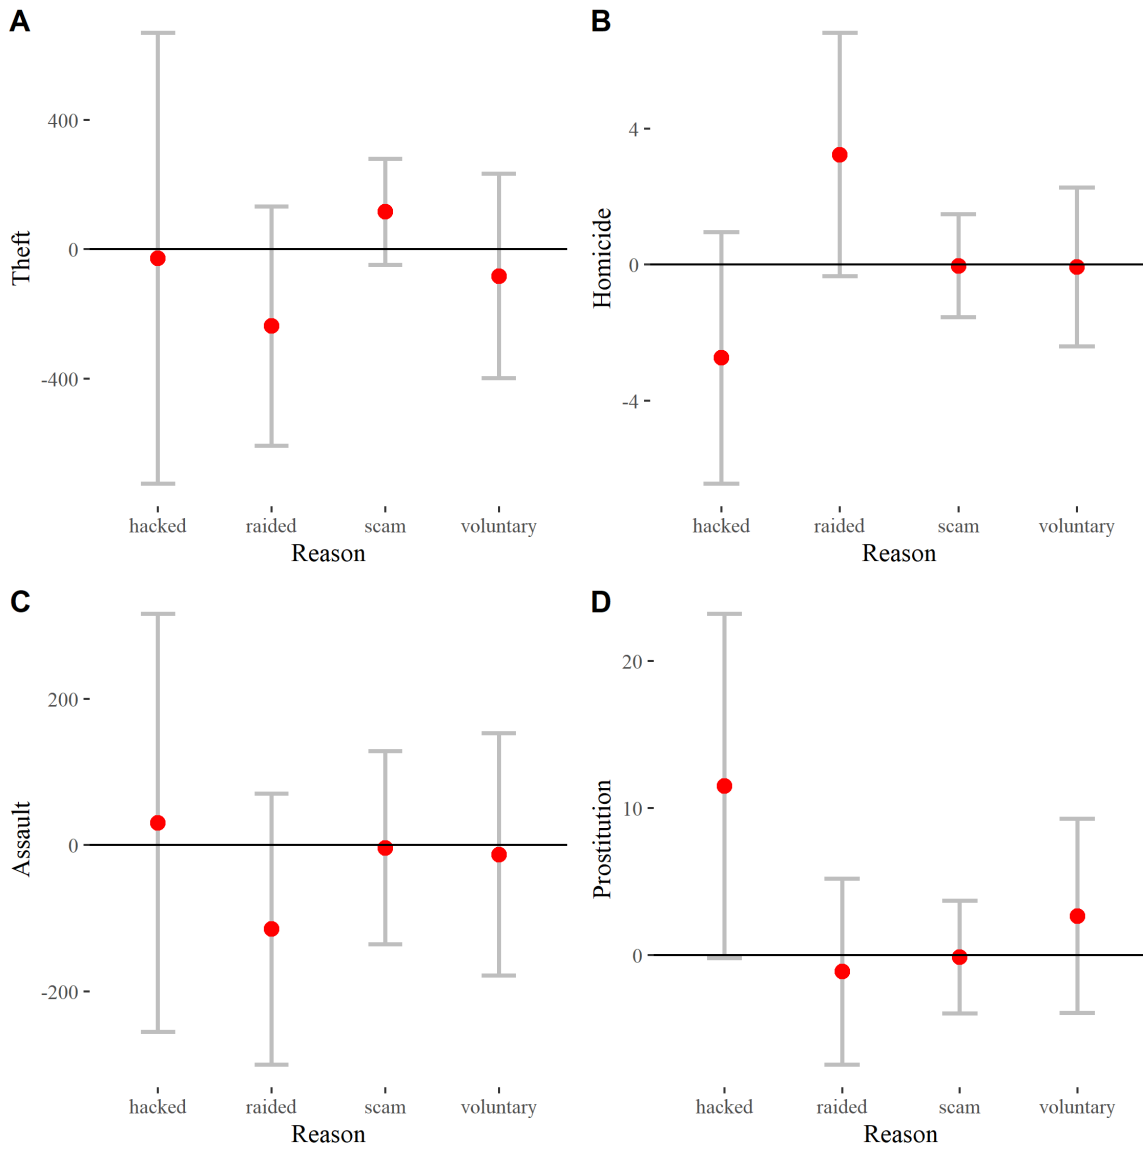 A
Theft
400
0
-400
hacked raided scam voluntary
Reason
B
Homicide
4
0
-4
hacked raided scam voluntary
Reason
C
Assault
200
0
-200
hacked raided scam voluntary
Reason
D
Prostitution
20
10
0
hacked raided scam voluntary
Reason